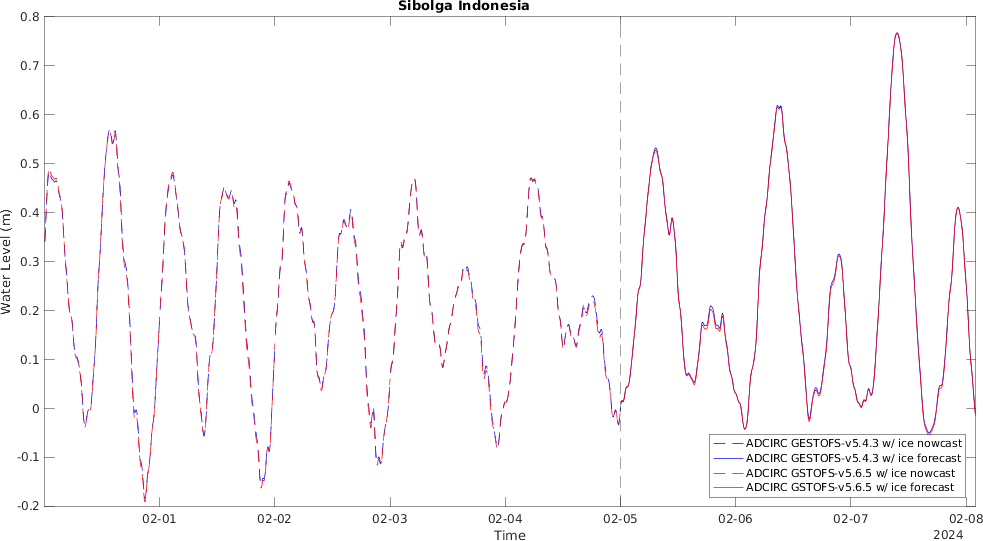 Sibolga Indonesia
0.8
0.7
0.6
0.5
0.4
0.3
0.2
0.1
0
-0.1
-0.2
Water Level (m)
ADCIRC GESTOFS-v5.4.3 w/ ice nowcast
ADCIRC GESTOFS-v5.4.3 w/ ice forecast
ADCIRC GSTOFS-v5.6.5 w/ ice nowcast
ADCIRC GSTOFS-v5.6.5 w/ ice forecast
02-01 02-02 02-03 02-04 02-05 02-06 02-07 02-08
Time 2024